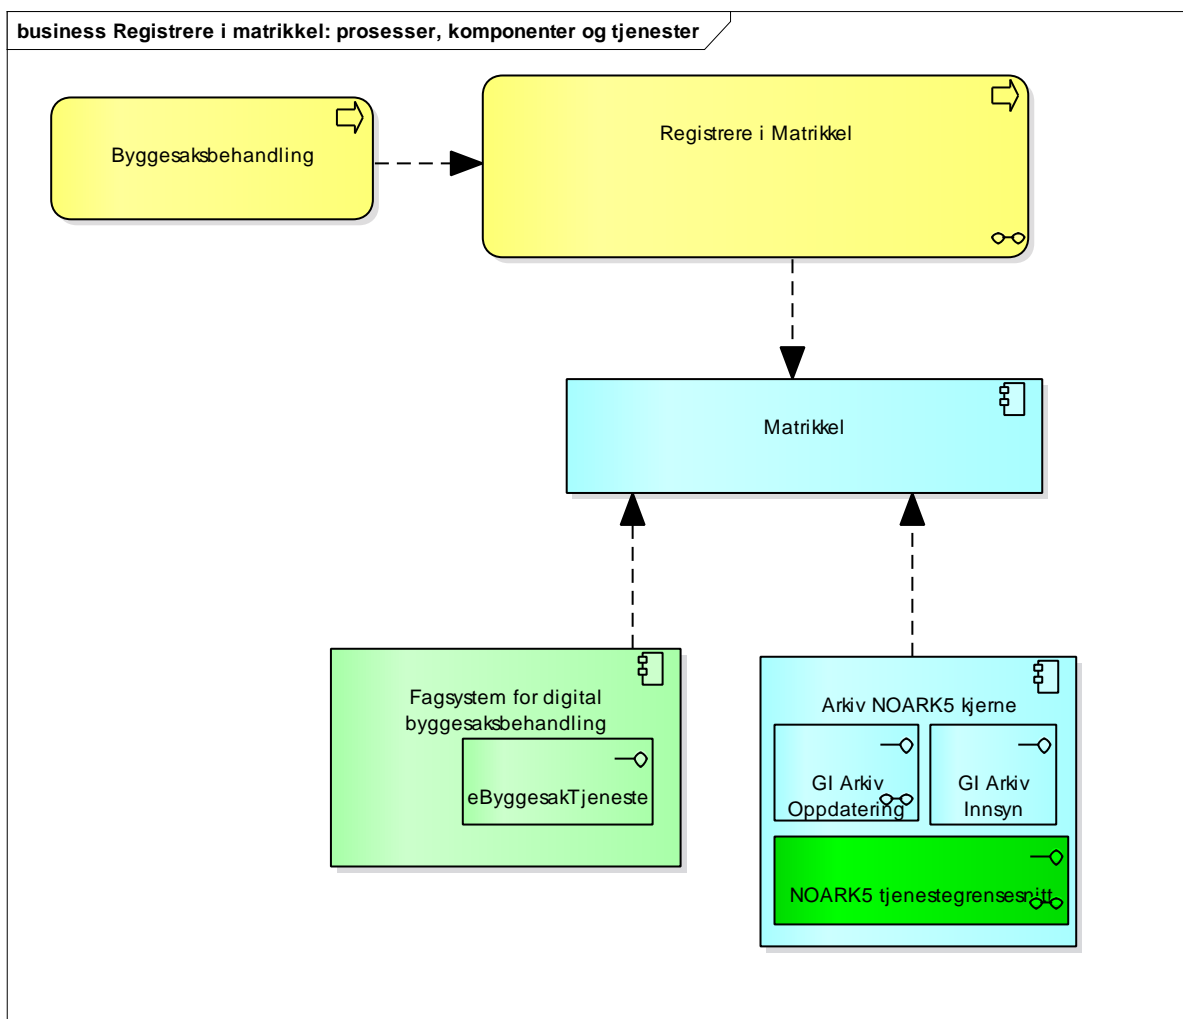 business Registrere i matrikkel: prosesser, komponenter og tjenester
Byggesaksbehandling
Registrere i Matrikkel
Matrikkel
Fagsystem for digital
byggesaksbehandling
eByggesakTjeneste
Arkiv NOARK5 kjerne
GI Arkiv
Oppdatering
GI Arkiv
Innsyn
NOARK5 tjenestegrensesnitt